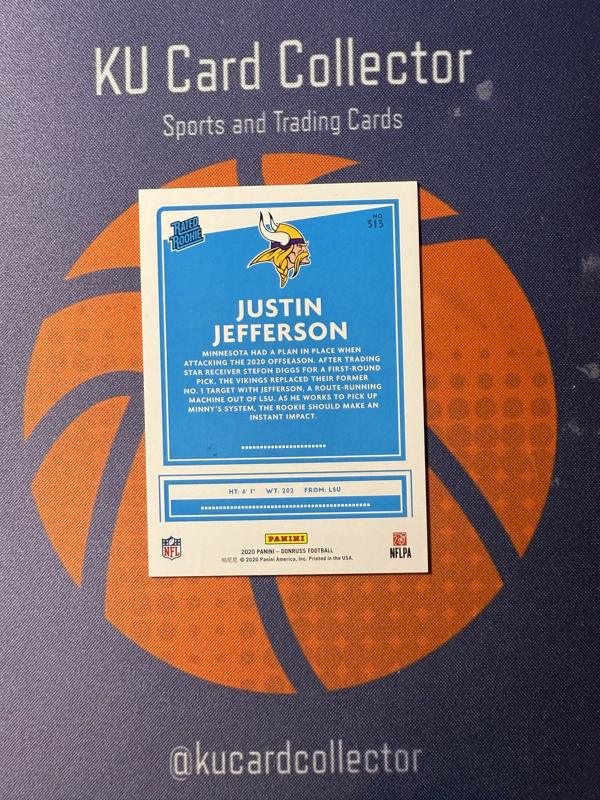 KU Card Collector
Sports and Trading Cards
RATED
ROOKIE
NO.
313
JUSTIN
JEFFERSON
MINNESOTA HAD A PLAN IN PLACE WHEN
ATTACKING THE 2020 OFFSEASON. AFTER TRADING
STAR RECEIVER STEFON DIGGS FOR A FIRST-ROUND
PICK, THE VIKINGS REPLACED THEIR FORMER
NO. 1 TARGET WITH JEFFERSON, A ROUTE-RUNNING
MACHINE OUT OF LSU. AS HE WORKS TO PICK UP
MINNY'S SYSTEM, THE ROOKIE SHOULD MAKE AN
INSTANT IMPACT.
HT: 6' 1" WT: 202 FROM: LSU
NFL
PANINI
NFLPA
2020 PANINI – DONRUSS FOOTBALL
帕尼尼 © 2020 Panini America, Inc. Printed in the USA.
@kucardcollector